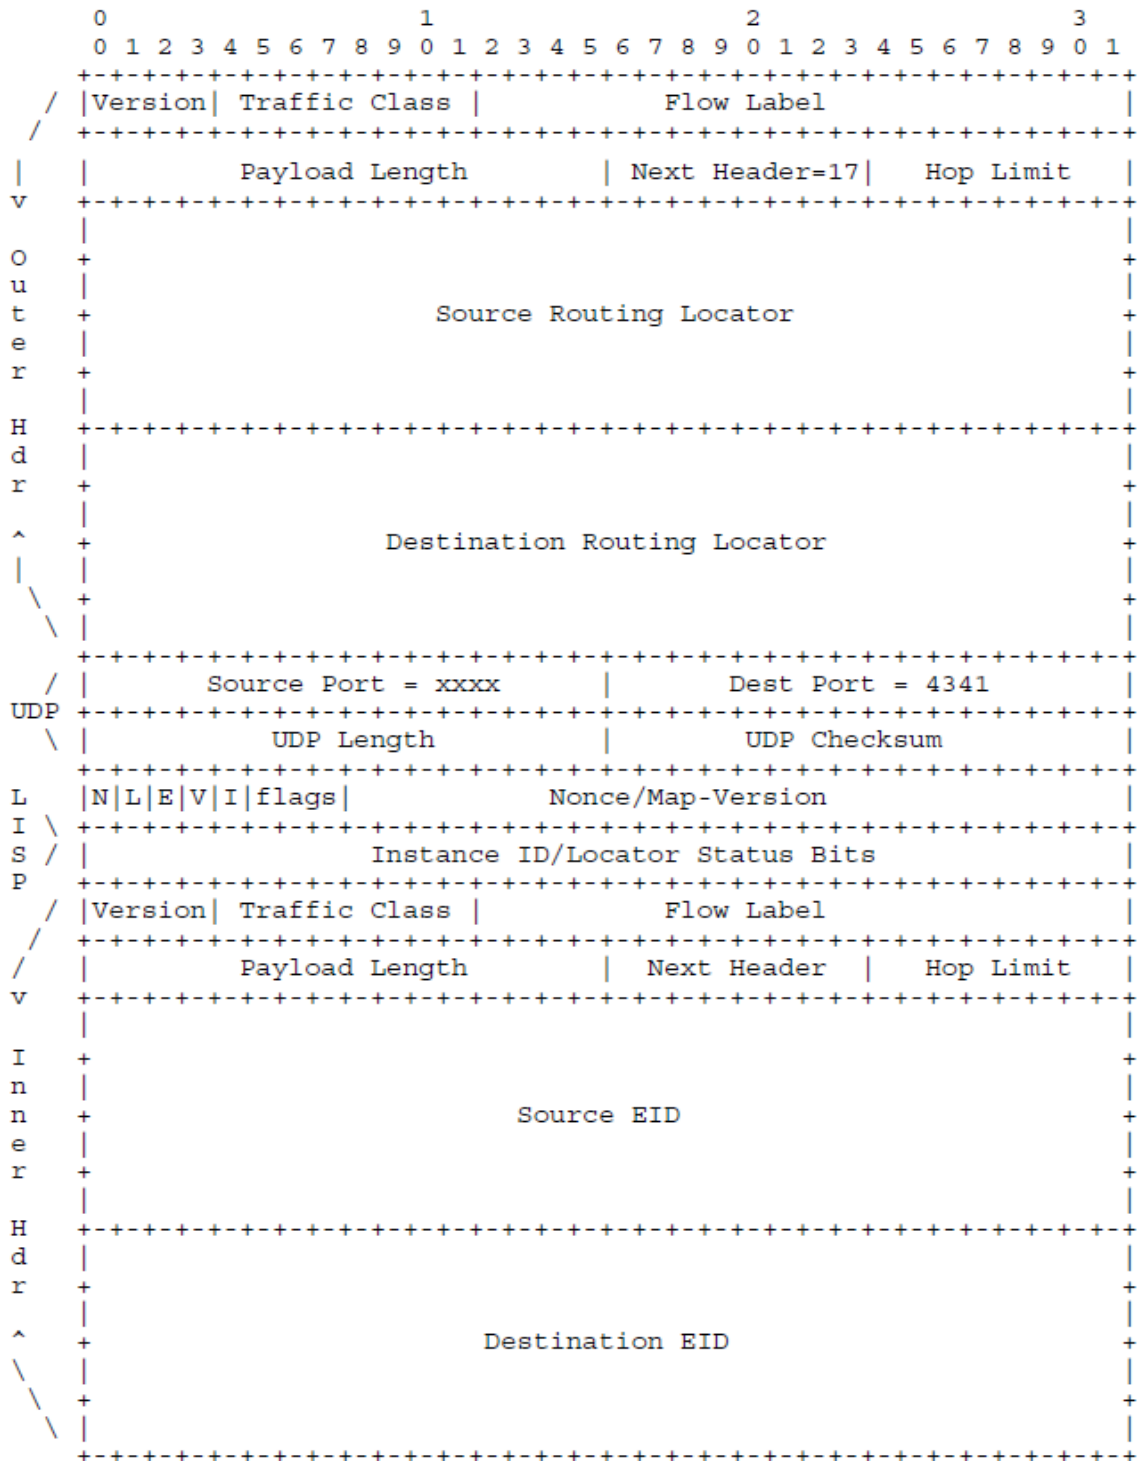 0                   1                   2                   3
 0 1 2 3 4 5 6 7 8 9 0 1 2 3 4 5 6 7 8 9 0 1 2 3 4 5 6 7 8 9 0 1
     +-+-+-+-+-+-+-+-+-+-+-+-+-+-+-+-+-+-+-+-+-+-+-+-+-+-+-+-+-+-+-+-+
   / |Version| Traffic Class |           Flow Label                  |
  /  +-+-+-+-+-+-+-+-+-+-+-+-+-+-+-+-+-+-+-+-+-+-+-+-+-+-+-+-+-+-+-+-+
 |   |         Payload Length        | Next Header=17|   Hop Limit   |
 v   +-+-+-+-+-+-+-+-+-+-+-+-+-+-+-+-+-+-+-+-+-+-+-+-+-+-+-+-+-+-+-+-+
     |                                                               |
 O   +                                                               +
 u   |                                                               |
 t   +                     Source Routing Locator                    +
 e   |                                                               |
 r   +                                                               +
     |                                                               |
 H   +-+-+-+-+-+-+-+-+-+-+-+-+-+-+-+-+-+-+-+-+-+-+-+-+-+-+-+-+-+-+-+-+
 d   |                                                               |
 r   +                                                               +
     |                                                               |
 ^   +                  Destination Routing Locator                  +
 |   |                                                               |
  \  +                                                               +
   \ |                                                               |
     +-+-+-+-+-+-+-+-+-+-+-+-+-+-+-+-+-+-+-+-+-+-+-+-+-+-+-+-+-+-+-+-+
   / |       Source Port = xxxx      |       Dest Port = 4341        |
 UDP +-+-+-+-+-+-+-+-+-+-+-+-+-+-+-+-+-+-+-+-+-+-+-+-+-+-+-+-+-+-+-+-+
   \ |           UDP Length          |        UDP Checksum           |
     +-+-+-+-+-+-+-+-+-+-+-+-+-+-+-+-+-+-+-+-+-+-+-+-+-+-+-+-+-+-+-+-+
 L   |N|L|E|V|I|flags|            Nonce/Map-Version                  |
 I \ +-+-+-+-+-+-+-+-+-+-+-+-+-+-+-+-+-+-+-+-+-+-+-+-+-+-+-+-+-+-+-+-+
 S / |                 Instance ID/Locator Status Bits               |
 P   +-+-+-+-+-+-+-+-+-+-+-+-+-+-+-+-+-+-+-+-+-+-+-+-+-+-+-+-+-+-+-+-+
   / |Version| Traffic Class |           Flow Label                  |
  /  +-+-+-+-+-+-+-+-+-+-+-+-+-+-+-+-+-+-+-+-+-+-+-+-+-+-+-+-+-+-+-+-+
 /   |         Payload Length        |  Next Header  |   Hop Limit   |
 v   +-+-+-+-+-+-+-+-+-+-+-+-+-+-+-+-+-+-+-+-+-+-+-+-+-+-+-+-+-+-+-+-+
     |                                                               |
 I   +                                                               +
 n   |                                                               |
 n   +                          Source EID                           +
 e   |                                                               |
 r   +                                                               +
     |                                                               |
 H   +-+-+-+-+-+-+-+-+-+-+-+-+-+-+-+-+-+-+-+-+-+-+-+-+-+-+-+-+-+-+-+-+
 d   |                                                               |
 r   +                                                               +
     |                                                               |
 ^   +                        Destination EID                        +
 \   |                                                               |
  \  +                                                               +
   \ |                                                               |
     +-+-+-+-+-+-+-+-+-+-+-+-+-+-+-+-+-+-+-+-+-+-+-+-+-+-+-+-+-+-+-+-+